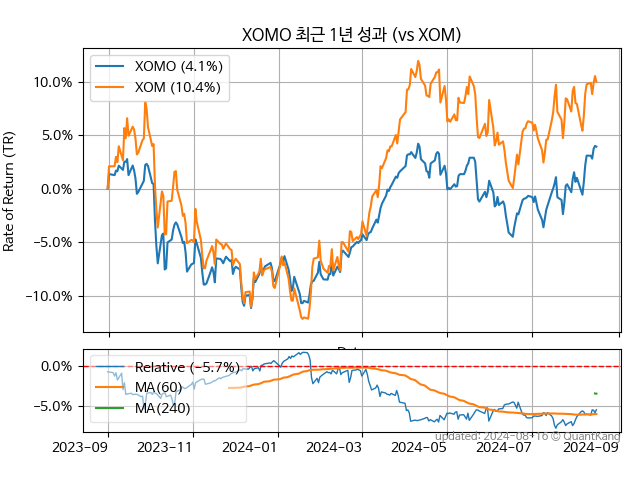 XOMO 최근 1년 성과 (vs XOM)
XOMO (4.1%)
XOM (10.4%)
Rate of Return (TR)
10.0%
5.0%
0.0%
−5.0%
−10.0%
Relative (−5.7%)
MA(60)
MA(240)
0.0%
−5.0%
2023-09
2023-11
2024-01
2024-03
2024-05
2024-07
2024-09
updated: 2024-08-16 © QuantKang